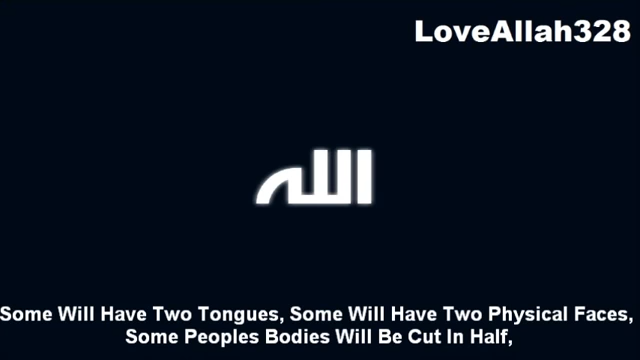 LoveAllah328
الله
Some Will Have Two Tongues, Some Will Have Two Physical Faces,
Some Peoples Bodies Will Be Cut In Half,